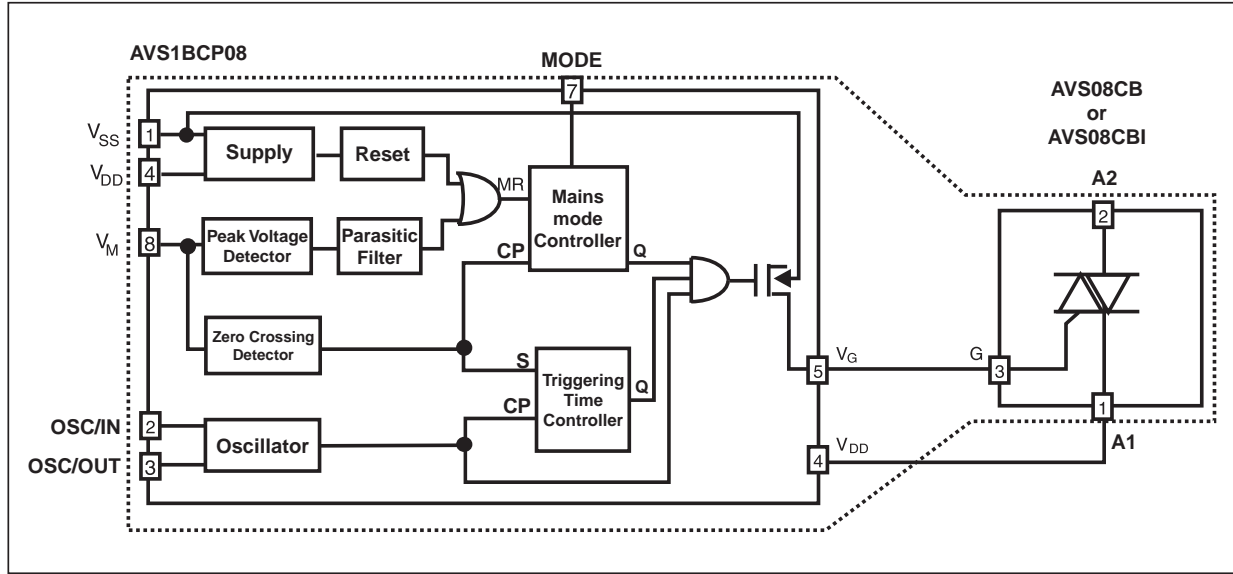 AVS1BCP08
MODE
7
AVS08CB
or
AVS08CBI
VSS
1
Supply
Reset
VDD
4
MR
Mains
mode
Controller
A2
2
VM
8
Peak Voltage
Detector
Parasitic
Filter
CP
Q
Zero Crossing
Detector
S
CP
Triggering
Time
Controller
Q
5
VG
G
3
OSC/IN
2
Oscillator
OSC/OUT
3
4
VDD
1
A1